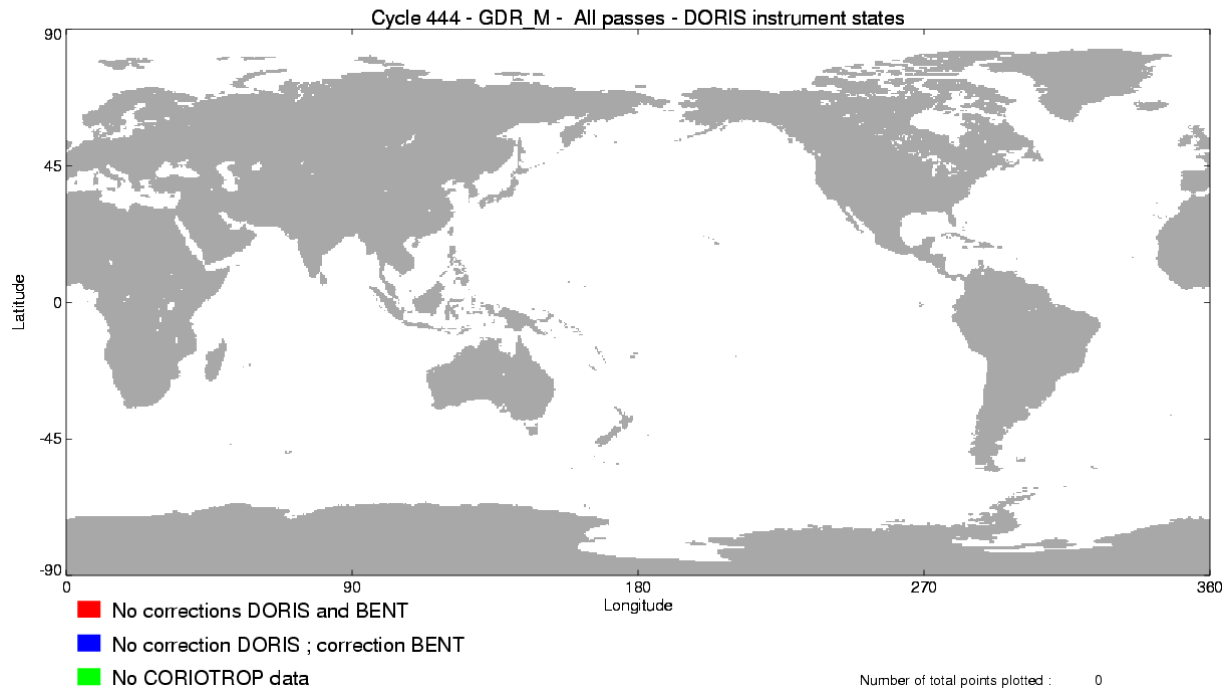 Cycle 444 - GDR_M - All passes - DORIS instrument states
90
45
0
-45
-90
Latitude
0 90 180 270 360
Longitude
No corrections DORIS and BENT
No correction DORIS ; correction BENT
No CORIOTROP data
Number of total points plotted : 0